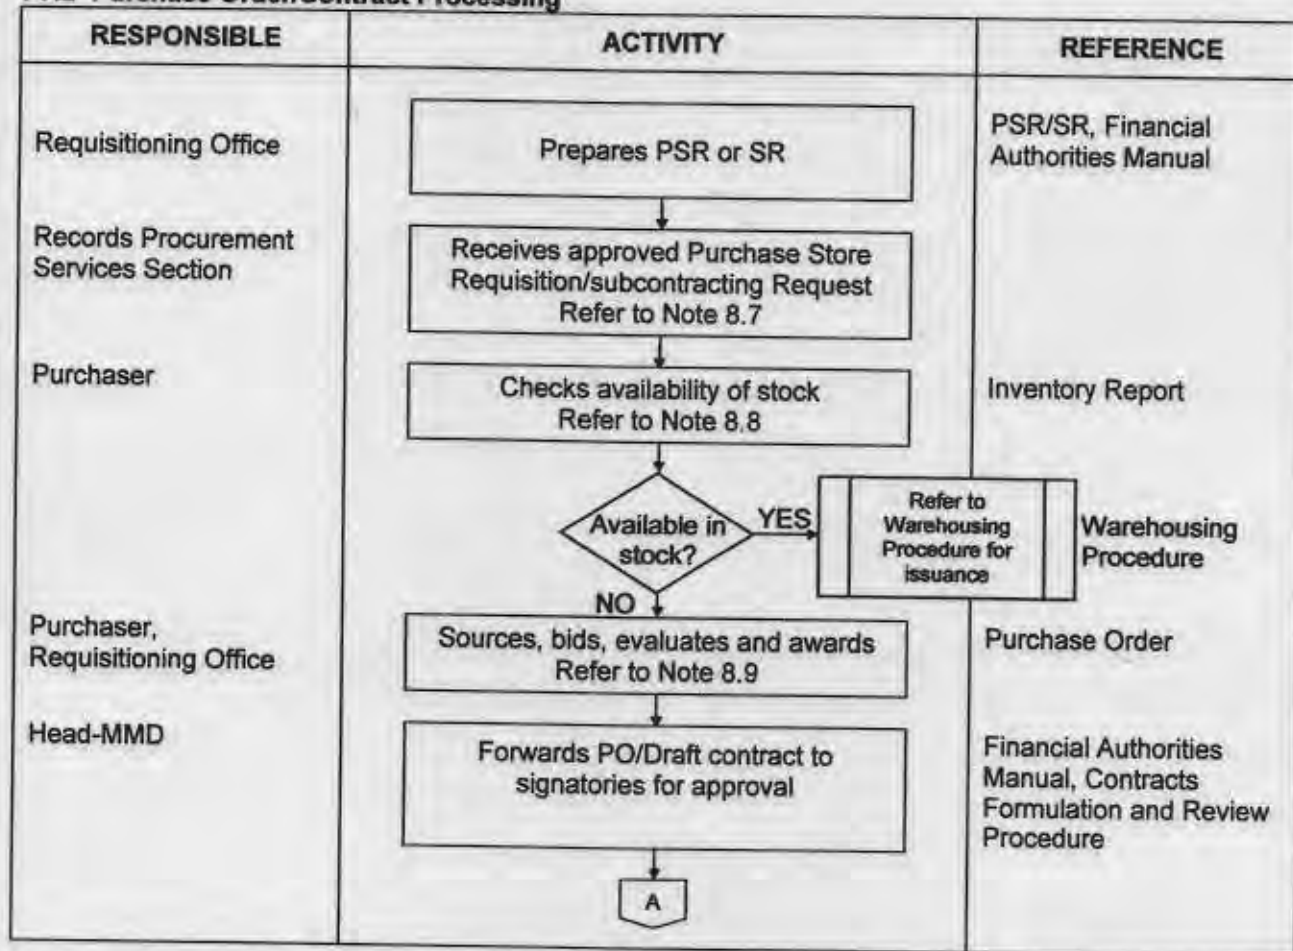 Purchase Order/Contract Processing
RESPONSIBLE
ACTIVITY
REFERENCE
Requisitioning Office
Prepares PSR or SR
PSR/SR, Financial
Authorities Manual
Records Procurement
Services Section
Receives approved Purchase Store
Requisition/subcontracting Request
Refer to Note 8.7
Purchaser
Checks availability of stock
Refer to Note 8.8
Inventory Report
Available in
stock?
YES
Refer to
Warehousing
Procedure for
issuance
Warehousing
Procedure
NO
Purchaser,
Requisitioning Office
Sources, bids, evaluates and awards
Refer to Note 8.9
Purchase Order
Head-MMD
Forwards PO/Draft contract to
signatories for approval
Financial Authorities
Manual, Contracts
Formulation and Review
Procedure
A